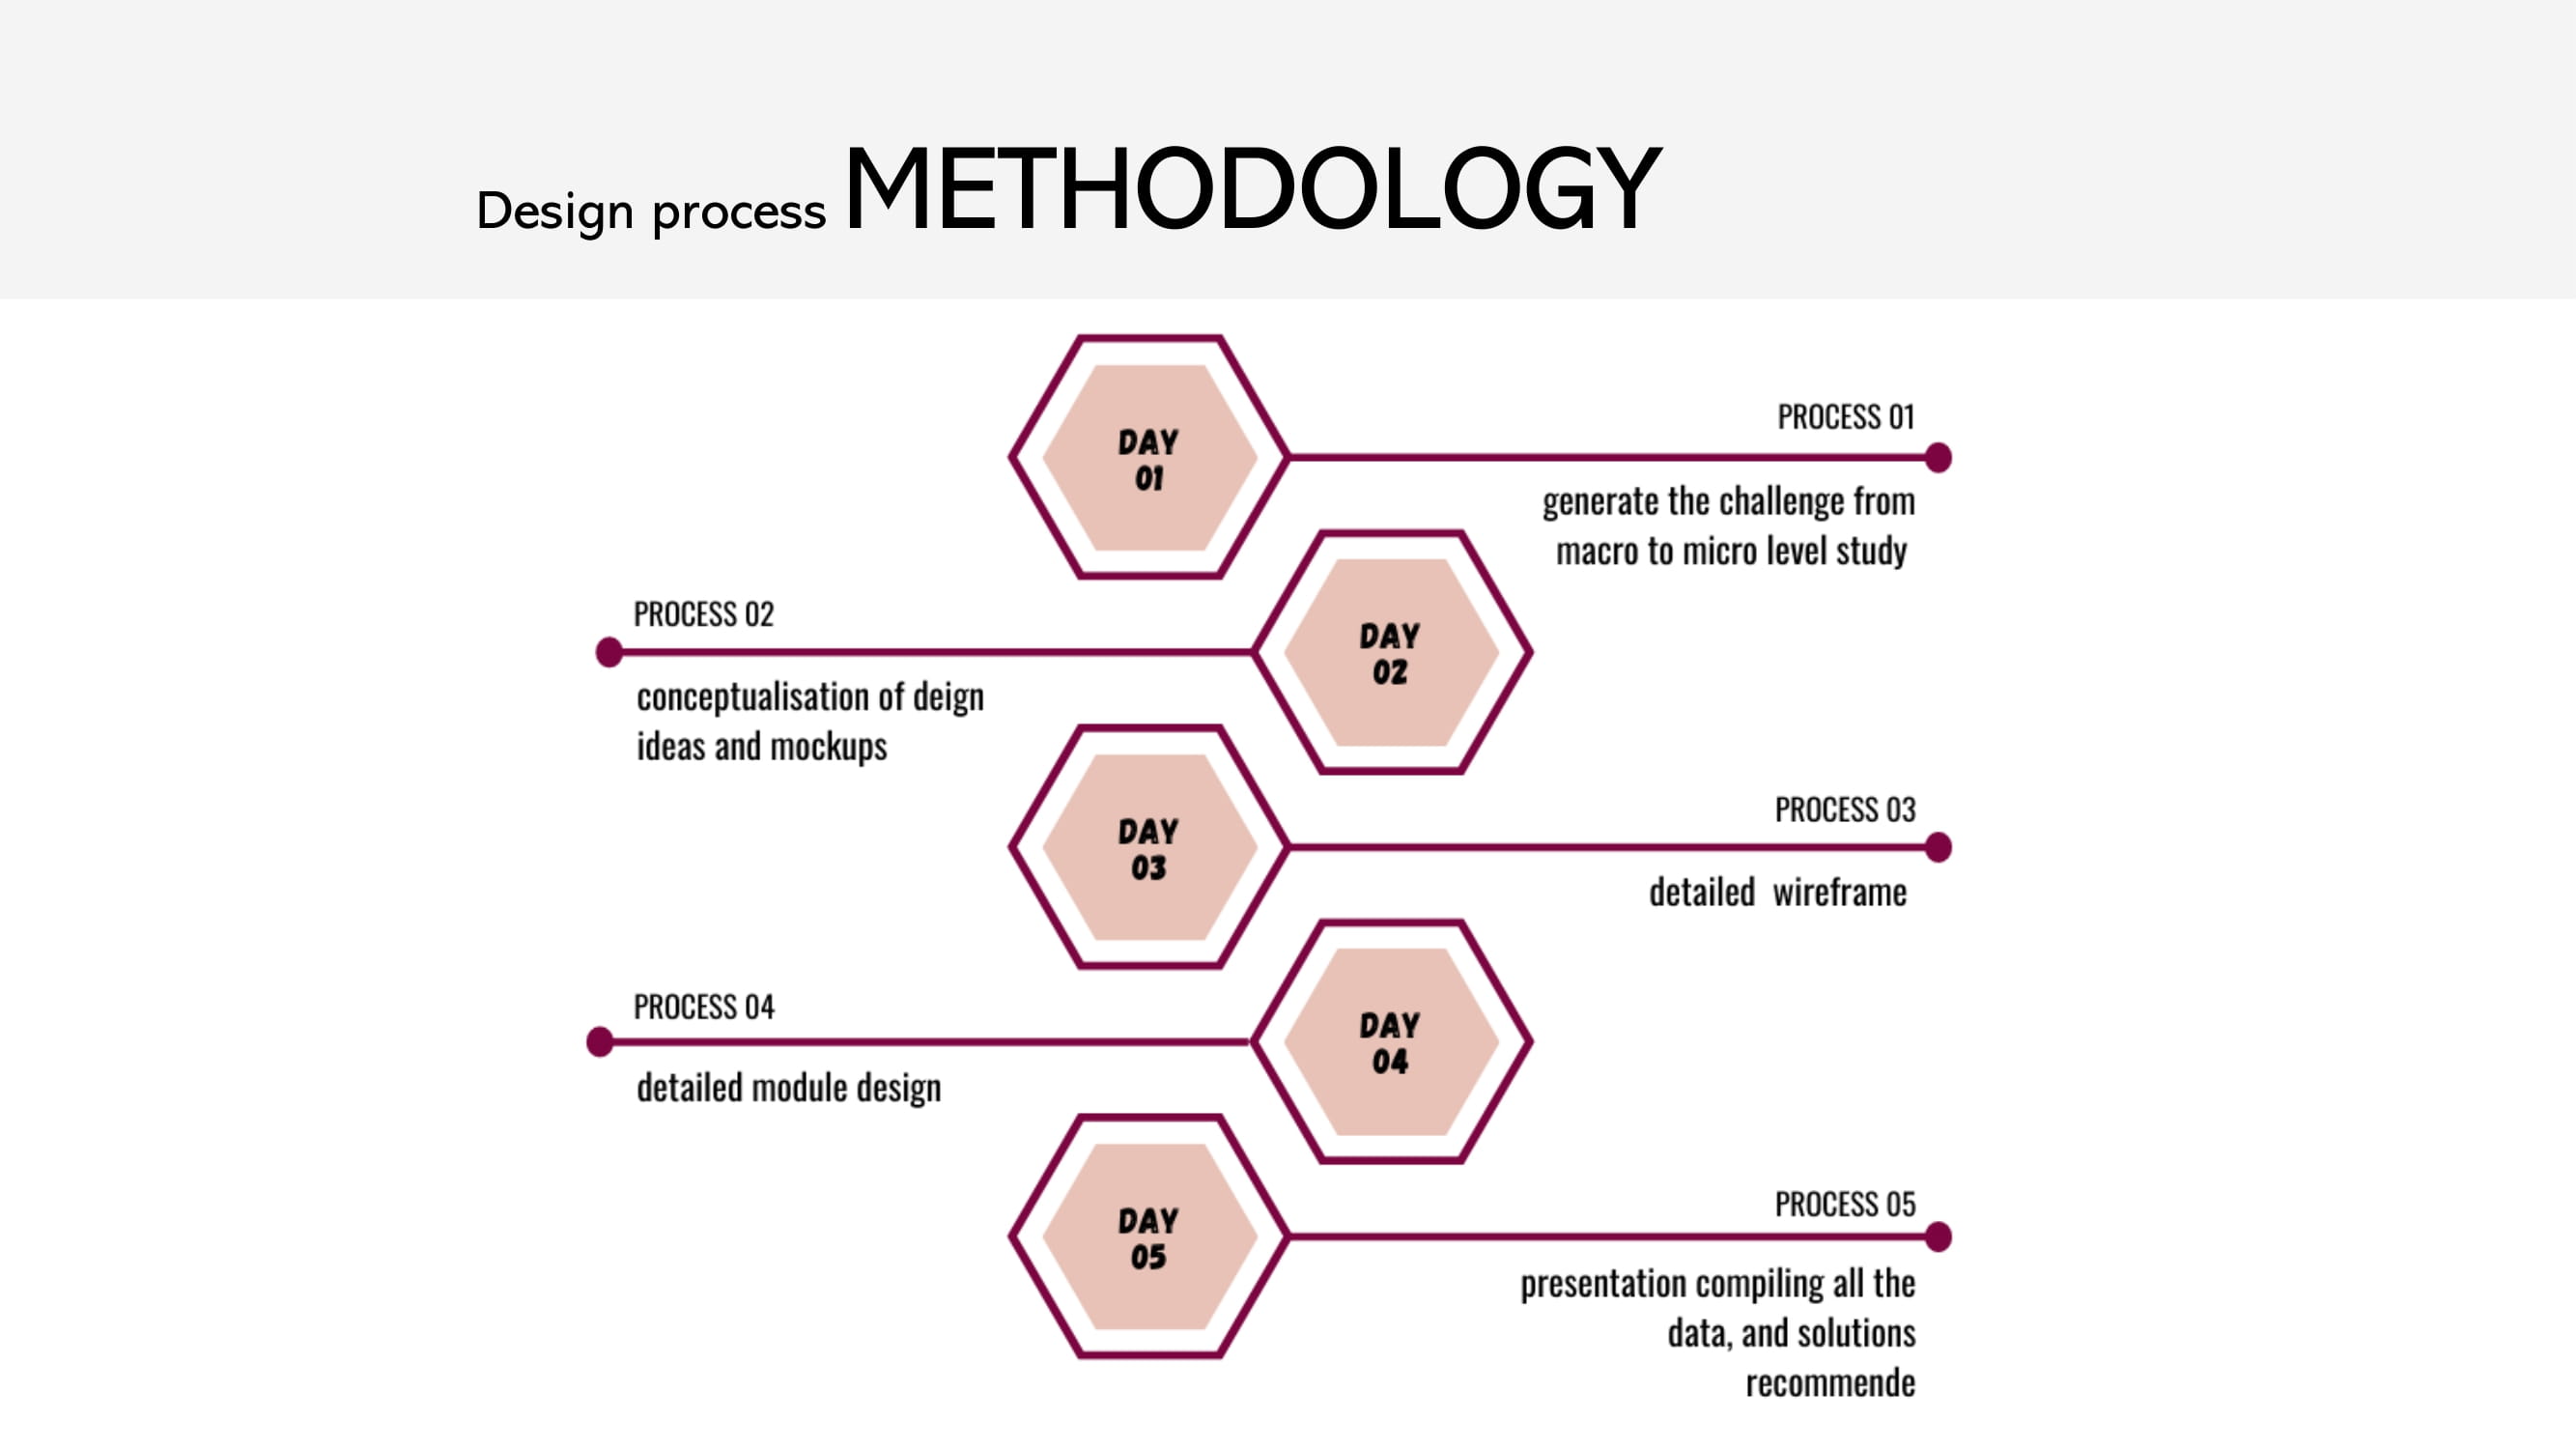 Design process METHODOLOGY
DAY
01
PROCESS 01
generate the challenge from
macro to micro level study
DAY
02
PROCESS 02
conceptualisation of deign
ideas and mockups
DAY
03
PROCESS 03
detailed  wireframe
DAY
04
PROCESS 04
detailed module design
DAY
05
PROCESS 05
presentation compiling all the
data, and solutions
recommende